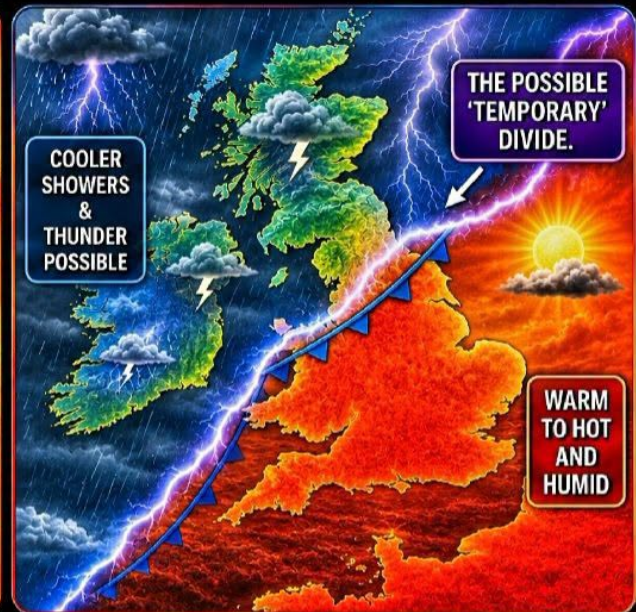 THE POSSIBLE
‘TEMPORARY’
DIVIDE.
COOLER
SHOWERS
&
THUNDER
POSSIBLE
WARM
TO HOT
AND
HUMID